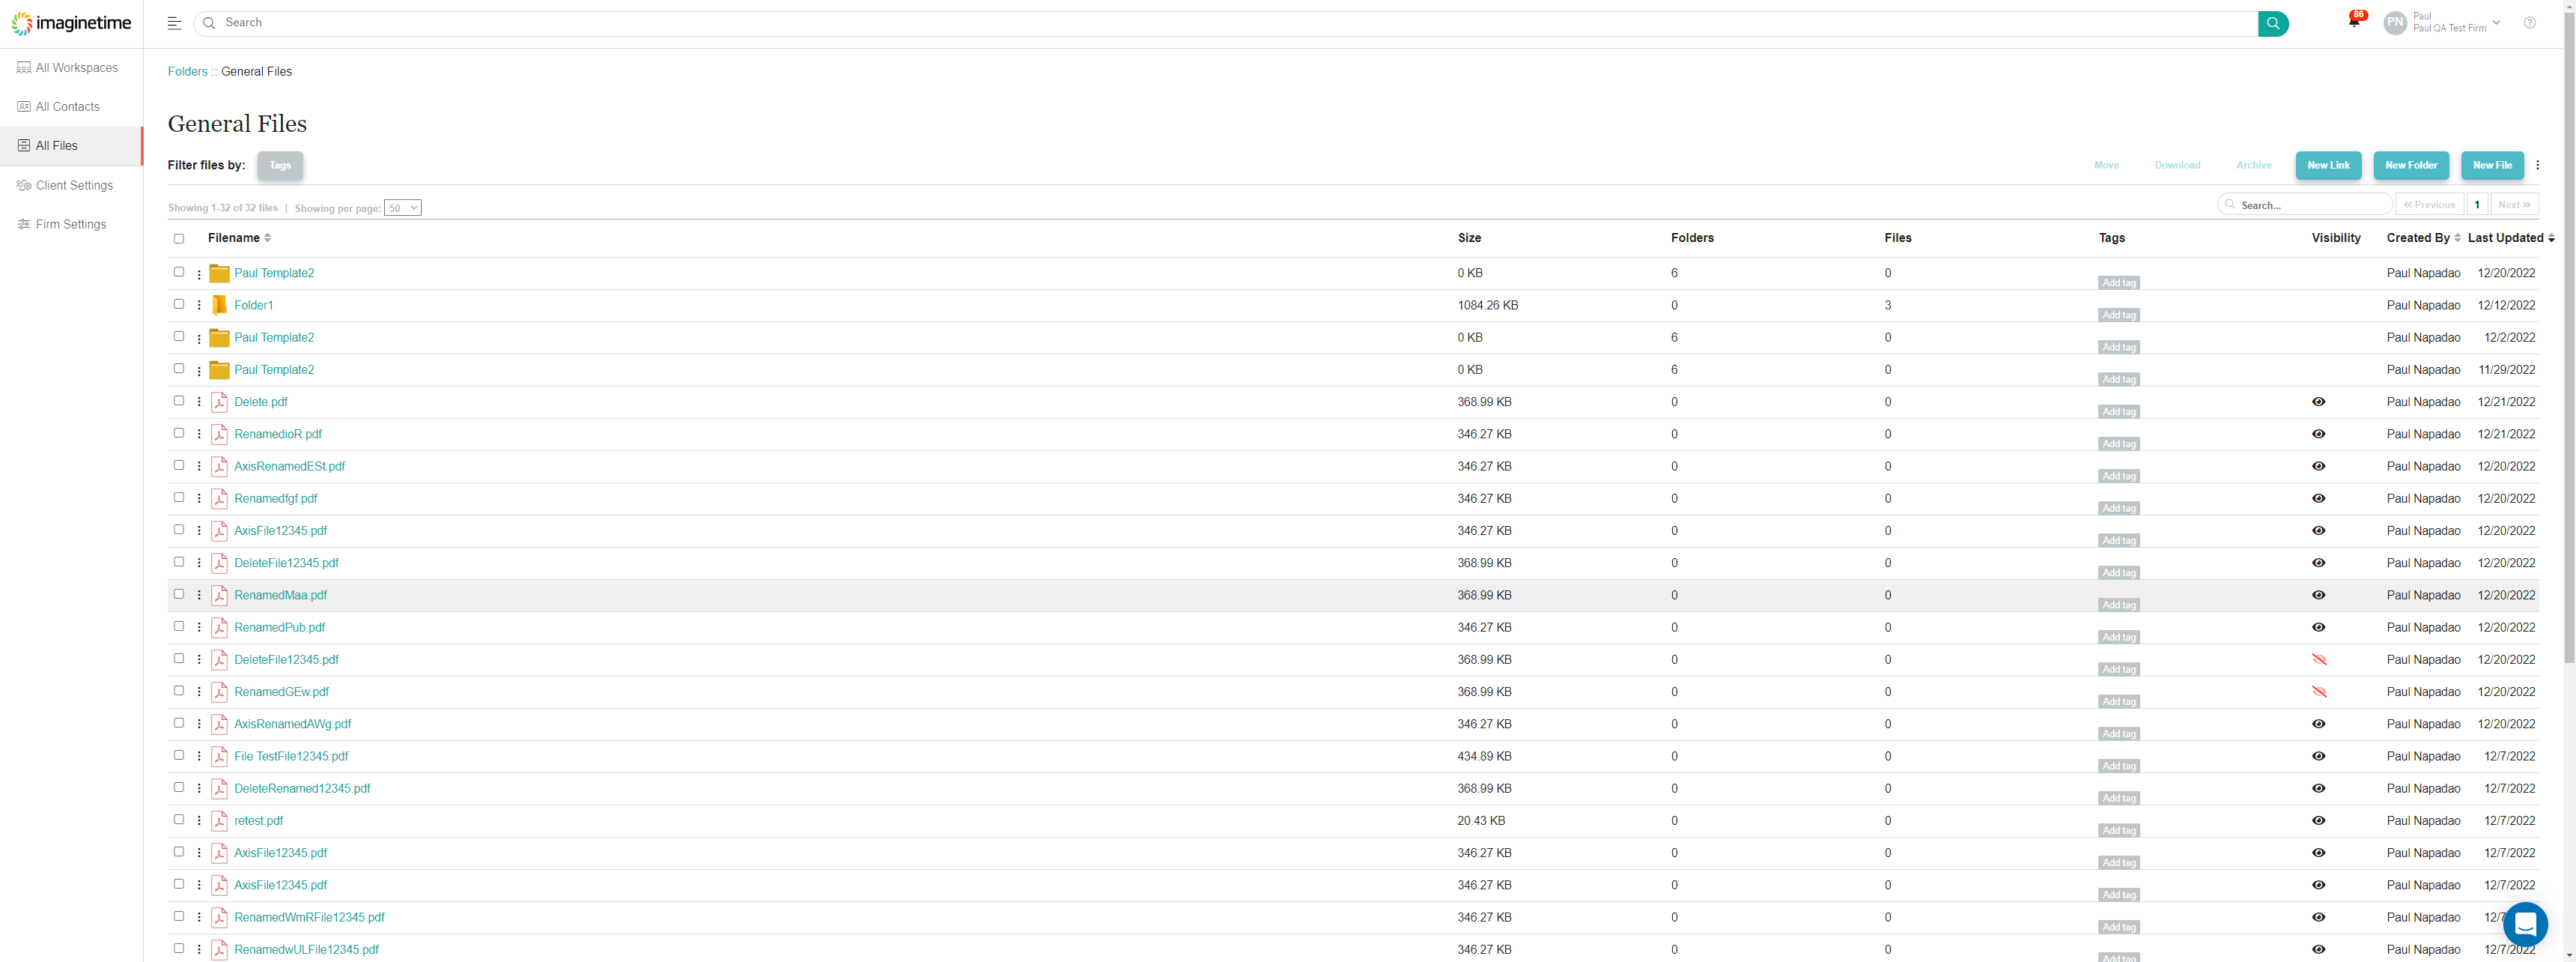 imaginetime
Search
86
PN
Paul
Paul QA Test Firm
All Workspaces
All Contacts
All Files
Client Settings
Firm Settings
Folders :: General Files
General Files
Filter files by: Tags
Move Download Archive New Link New Folder New File
Showing 1-32 of 32 files | Showing per page: 50
Search... « Previous 1 Next »
Filename Size Folders Files Tags Visibility Created By Last Updated
Paul Template2 0 KB 6 0 Add tag Paul Napadao 12/20/2022
Folder1 1084.26 KB 0 3 Add tag Paul Napadao 12/12/2022
Paul Template2 0 KB 6 0 Add tag Paul Napadao 12/2/2022
Paul Template2 0 KB 6 0 Add tag Paul Napadao 11/29/2022
Delete.pdf 368.99 KB 0 0 Add tag Paul Napadao 12/21/2022
RenamedioR.pdf 346.27 KB 0 0 Add tag Paul Napadao 12/21/2022
AxisRenamedESt.pdf 346.27 KB 0 0 Add tag Paul Napadao 12/20/2022
Renamedfgf.pdf 346.27 KB 0 0 Add tag Paul Napadao 12/20/2022
AxisFile12345.pdf 346.27 KB 0 0 Add tag Paul Napadao 12/20/2022
DeleteFile12345.pdf 368.99 KB 0 0 Add tag Paul Napadao 12/20/2022
RenamedMaa.pdf 368.99 KB 0 0 Add tag Paul Napadao 12/20/2022
RenamedPub.pdf 346.27 KB 0 0 Add tag Paul Napadao 12/20/2022
DeleteFile12345.pdf 368.99 KB 0 0 Add tag Paul Napadao 12/20/2022
RenamedGEw.pdf 368.99 KB 0 0 Add tag Paul Napadao 12/20/2022
AxisRenamedAWg.pdf 346.27 KB 0 0 Add tag Paul Napadao 12/20/2022
File TestFile12345.pdf 434.89 KB 0 0 Add tag Paul Napadao 12/7/2022
DeleteRenamed12345.pdf 368.99 KB 0 0 Add tag Paul Napadao 12/7/2022
retest.pdf 20.43 KB 0 0 Add tag Paul Napadao 12/7/2022
AxisFile12345.pdf 346.27 KB 0 0 Add tag Paul Napadao 12/7/2022
AxisFile12345.pdf 346.27 KB 0 0 Add tag Paul Napadao 12/7/2022
RenamedWmRFile12345.pdf 346.27 KB 0 0 Add tag Paul Napadao
RenamedwULFile12345.pdf 346.27 KB 0 0 Add tag Paul Napadao 12/7/2022